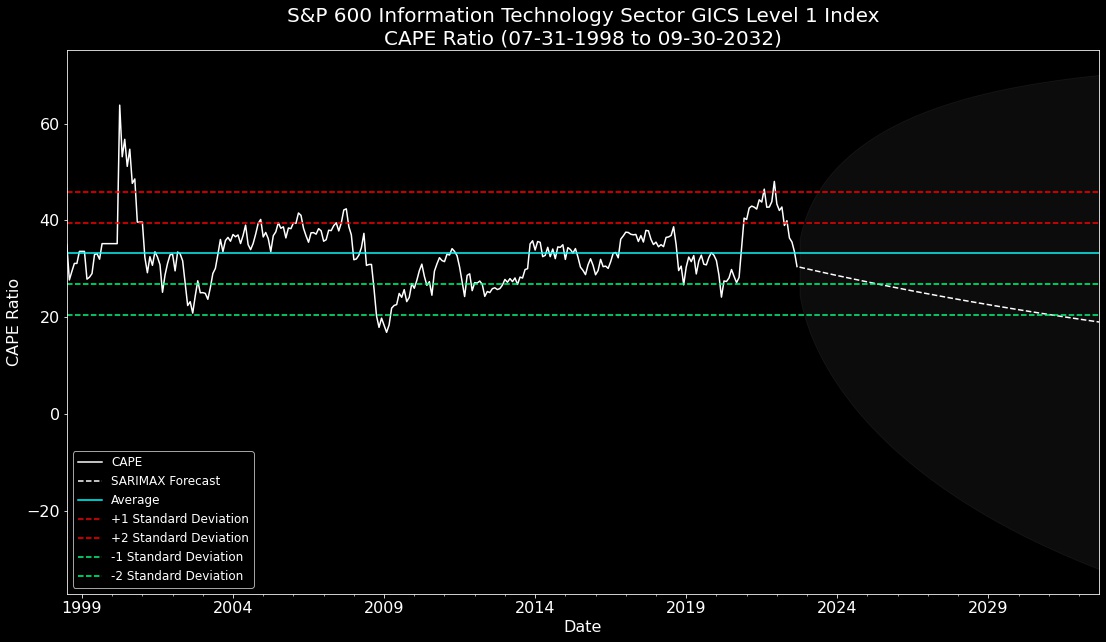 S&P 600 Information Technology Sector GICS Level 1 Index
CAPE Ratio (07-31-1998 to 09-30-2032)
CAPE Ratio
60
40
20
0
−20
CAPE
SARIMAX Forecast
Average
+1 Standard Deviation
+2 Standard Deviation
-1 Standard Deviation
-2 Standard Deviation
1999 2004 2009 2014 2019 2024 2029
Date